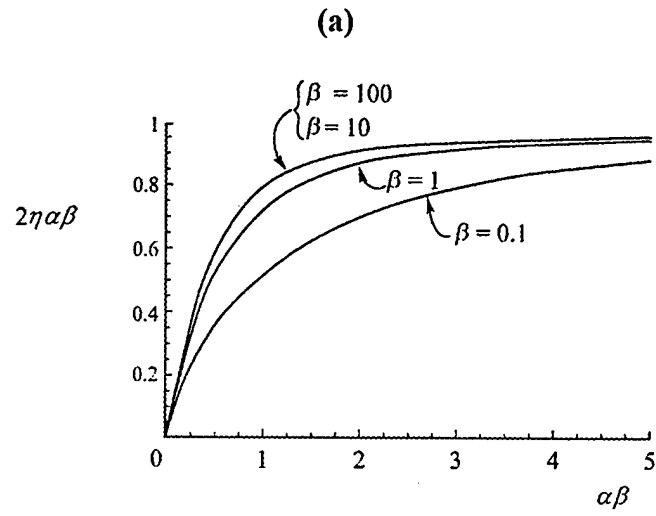 (a)
β = 100
β = 10
1
0.8
0.6
0.4
0.2
2ηαβ
β = 1
β = 0.1
0 1 2 3 4 5
αβ